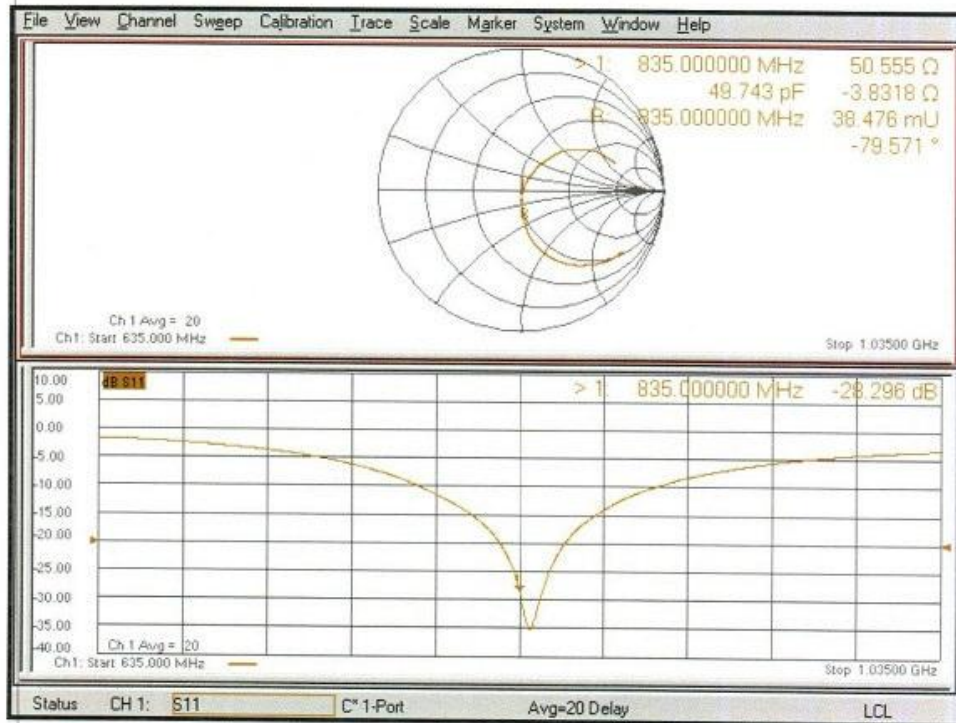 File View Channel Sweep Calibration Trace Scale Marker System Window Help
> 1: 835.000000 MHz 50.555 Ω
49.743 pF -3.8318 Ω
R: 835.000000 MHz 38.476 mU
-79.571 °
Ch 1 Avg = 20
Ch1: Start 635.000 MHz
Stop 1.03500 GHz
10.00
dB S11
> 1: 835.000000 MHz -28.296 dB
5.00
0.00
-5.00
-10.00
-15.00
-20.00
-25.00
-30.00
-35.00
-40.00
Ch 1 Avg = 20
Ch1: Start 635.000 MHz
Stop 1.03500 GHz
Status CH 1: S11 C* 1-Port Avg=20 Delay LCL